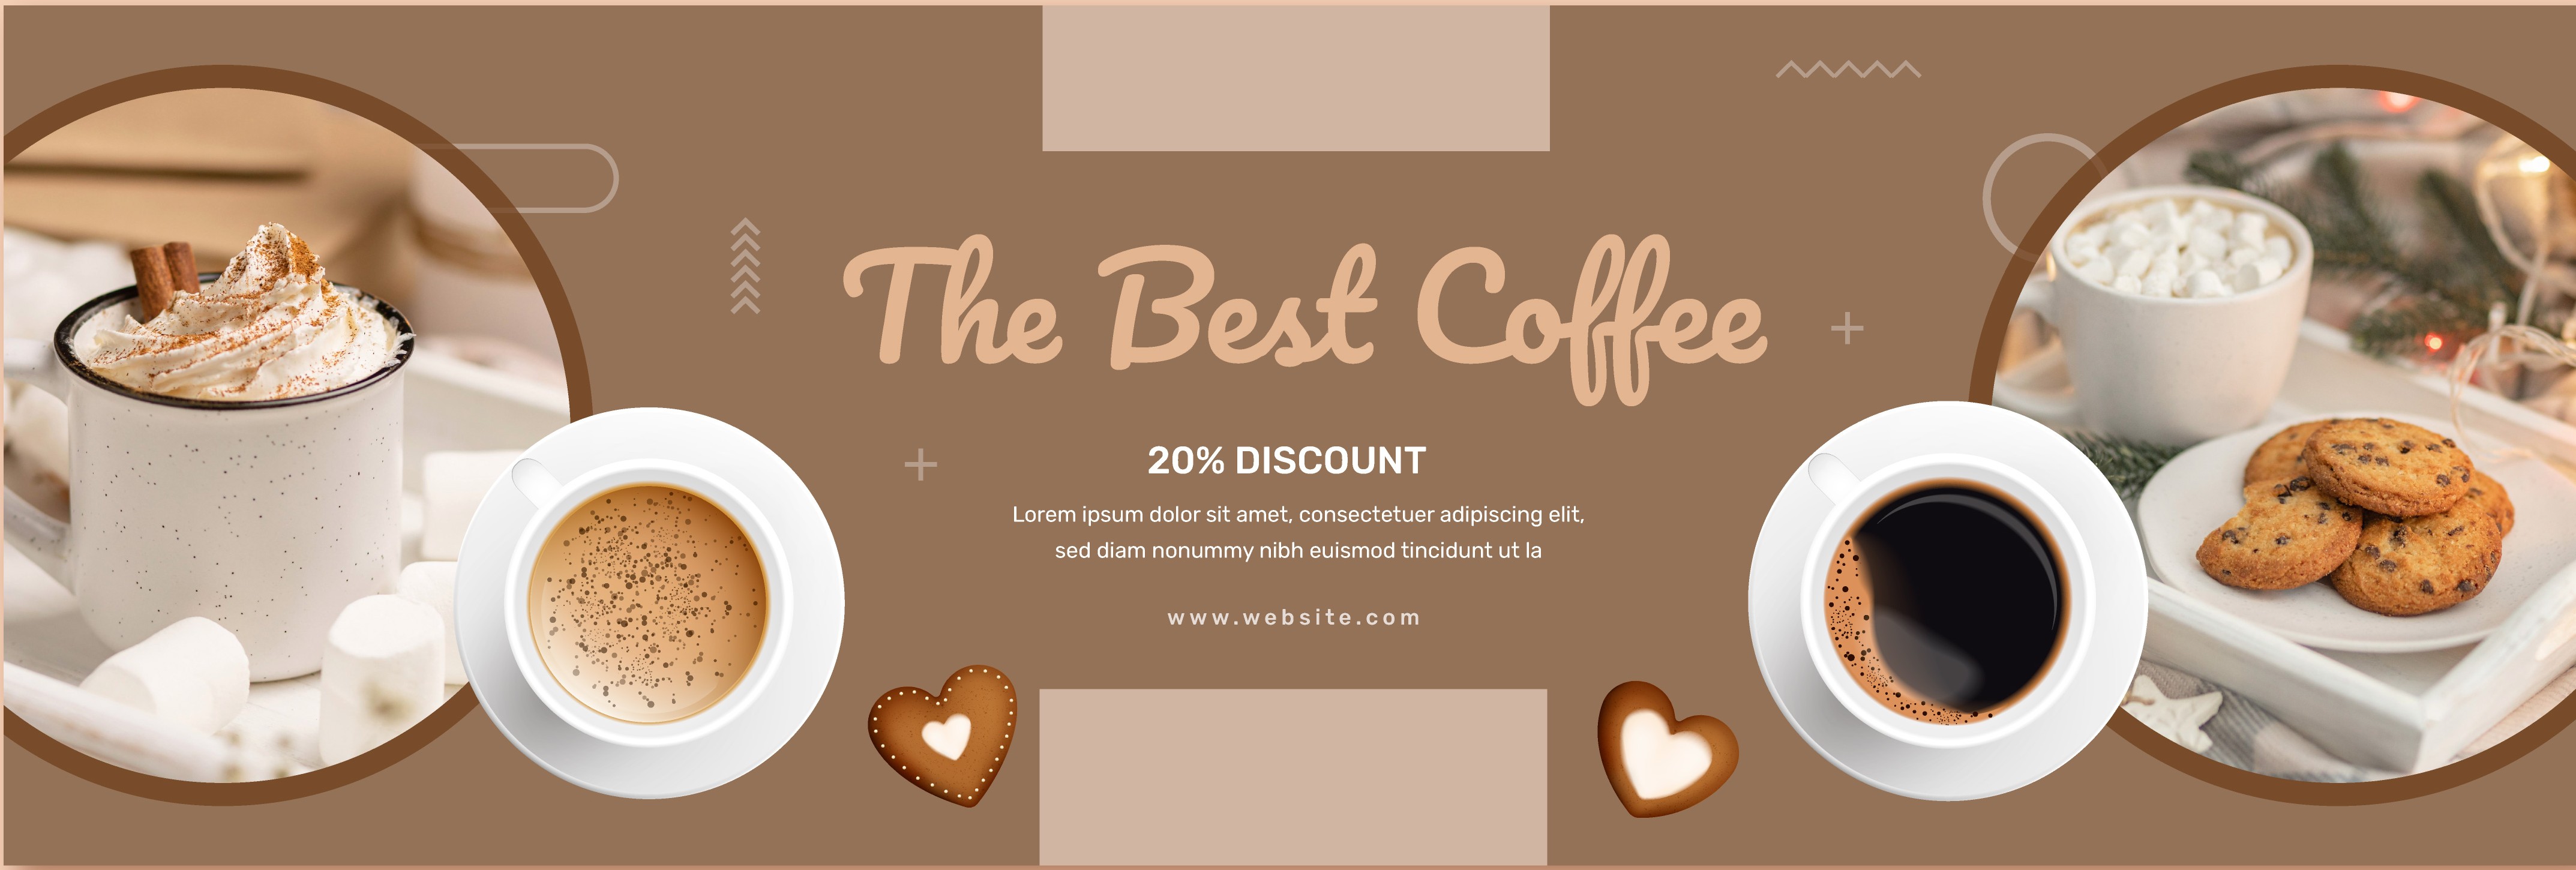 The Best Coffee
20% DISCOUNT
Lorem ipsum dolor sit amet, consectetuer adipiscing elit,
sed diam nonummy nibh euismod tincidunt ut la
www.website.com